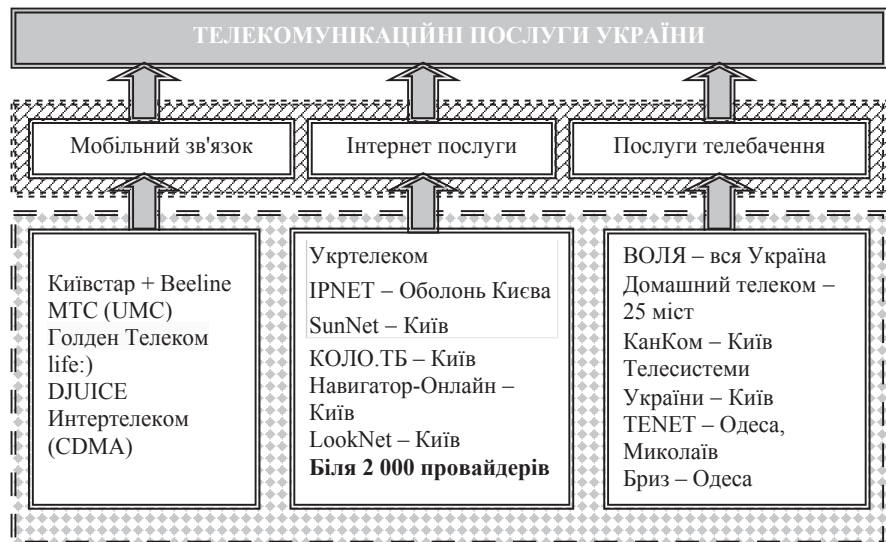 ТЕЛЕКОМУНІКАЦІЙНІ ПОСЛУГИ УКРАЇНИ
Мобільний зв'язок
Інтернет послуги
Послуги телебачення
Київстар + Beeline
МТС (UMC)
Голден Телеком
life:)
DJUICE
Интертелеком
(CDMA)
Укртелеком
IPNET – Оболонь Києва
SunNet – Київ
КОЛО.ТБ – Київ
Навигатор-Онлайн –
Київ
LookNet – Київ
Біля 2 000 провайдерів
ВОЛЯ – вся Україна
Домашний телеком –
25 міст
КанКом – Київ
Телесистеми
України – Київ
TENET – Одеса,
Миколаїв
Бриз – Одеса